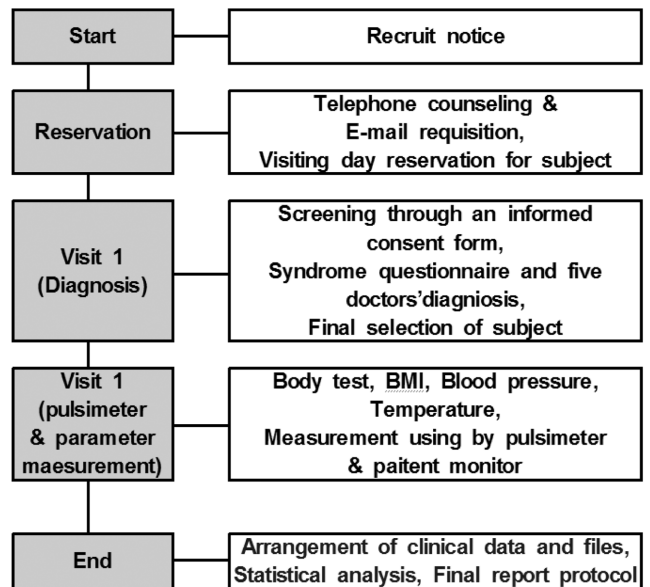 Start
Recruit notice
Reservation
Telephone counseling &
E-mail requisition,
Visiting day reservation for subject
Visit 1
(Diagnosis)
Screening through an informed
consent form,
Syndrome questionnaire and five
doctors'diagniosis,
Final selection of subject
Visit 1
(pulsimeter
& parameter
maesurement)
Body test, BMI, Blood pressure,
Temperature,
Measurement using by pulsimeter
& paitent monitor
End
Arrangement of clinical data and files,
Statistical analysis, Final report protocol